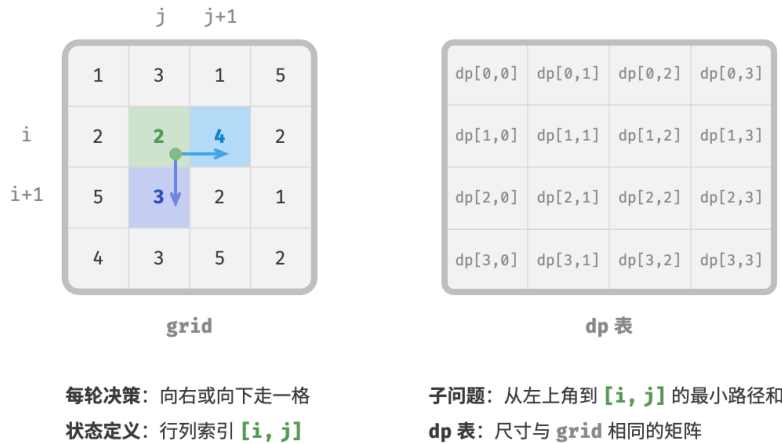 j j+1
1 3 1 5
i 2 2 4 2
i+1 5 3 2 1
4 3 5 2
grid
dp[0,0] dp[0,1] dp[0,2] dp[0,3]
dp[1,0] dp[1,1] dp[1,2] dp[1,3]
dp[2,0] dp[2,1] dp[2,2] dp[2,3]
dp[3,0] dp[3,1] dp[3,2] dp[3,3]
dp 表
每轮决策：向右或向下走一格
状态定义：行列索引 [i, j]
子问题：从左上角到 [i, j] 的最小路径和
dp 表：尺寸与 grid 相同的矩阵